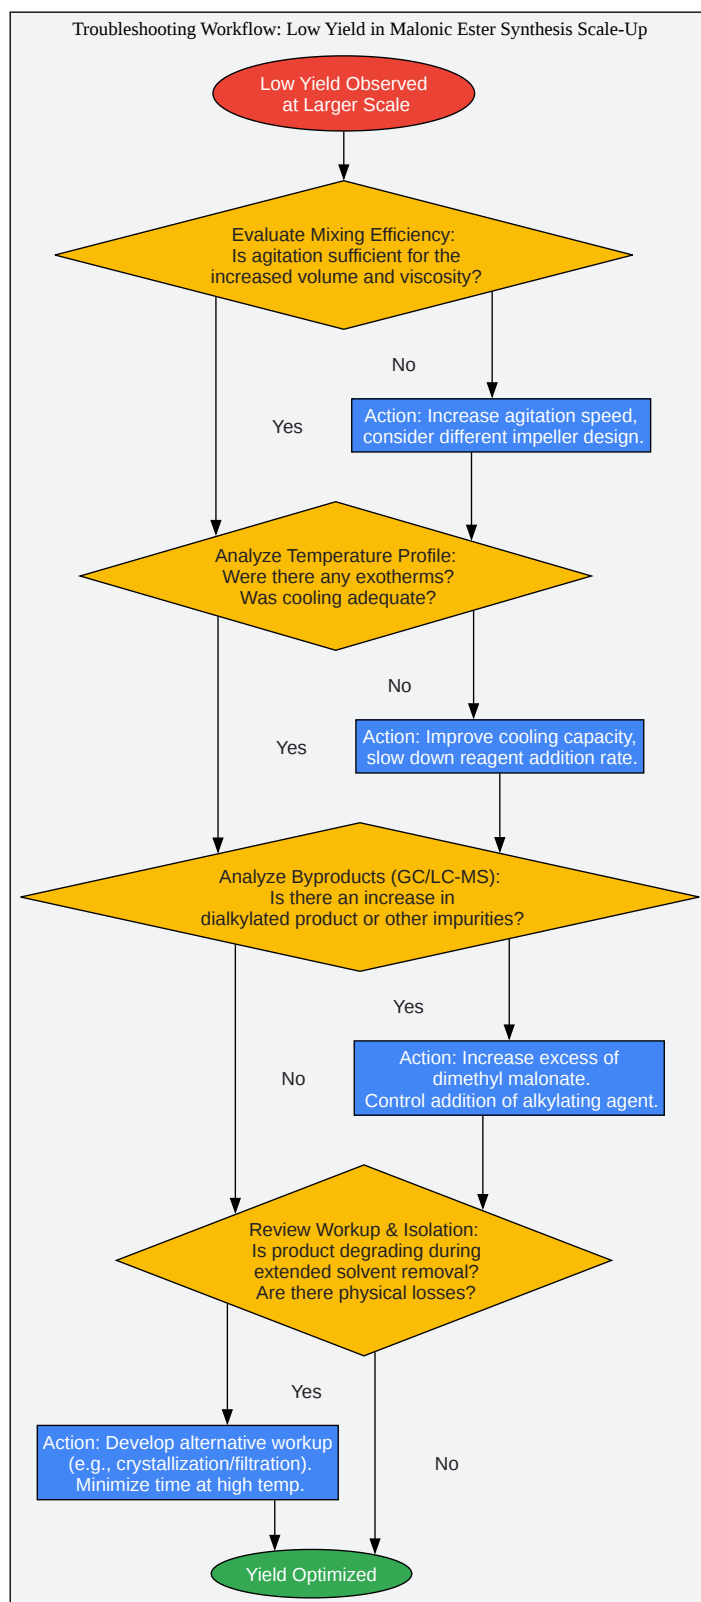 Troubleshooting Workflow: Low Yield in Malonic Ester Synthesis Scale-Up
Low Yield Observed
at Larger Scale
Evaluate Mixing Efficiency:
Is agitation sufficient for the
increased volume and viscosity?
No
Yes
Action: Increase agitation speed,
consider different impeller design.
Analyze Temperature Profile:
Were there any exotherms?
Was cooling adequate?
No
Yes
Action: Improve cooling capacity,
slow down reagent addition rate.
Analyze Byproducts (GC/LC-MS):
Is there an increase in
dialkylated product or other impurities?
Yes
No
Action: Increase excess of
dimethyl malonate.
Control addition of alkylating agent.
Review Workup & Isolation:
Is product degrading during
extended solvent removal?
Are there physical losses?
Yes
Action: Develop alternative workup
(e.g., crystallization/filtration).
Minimize time at high temp.
No
Yield Optimized